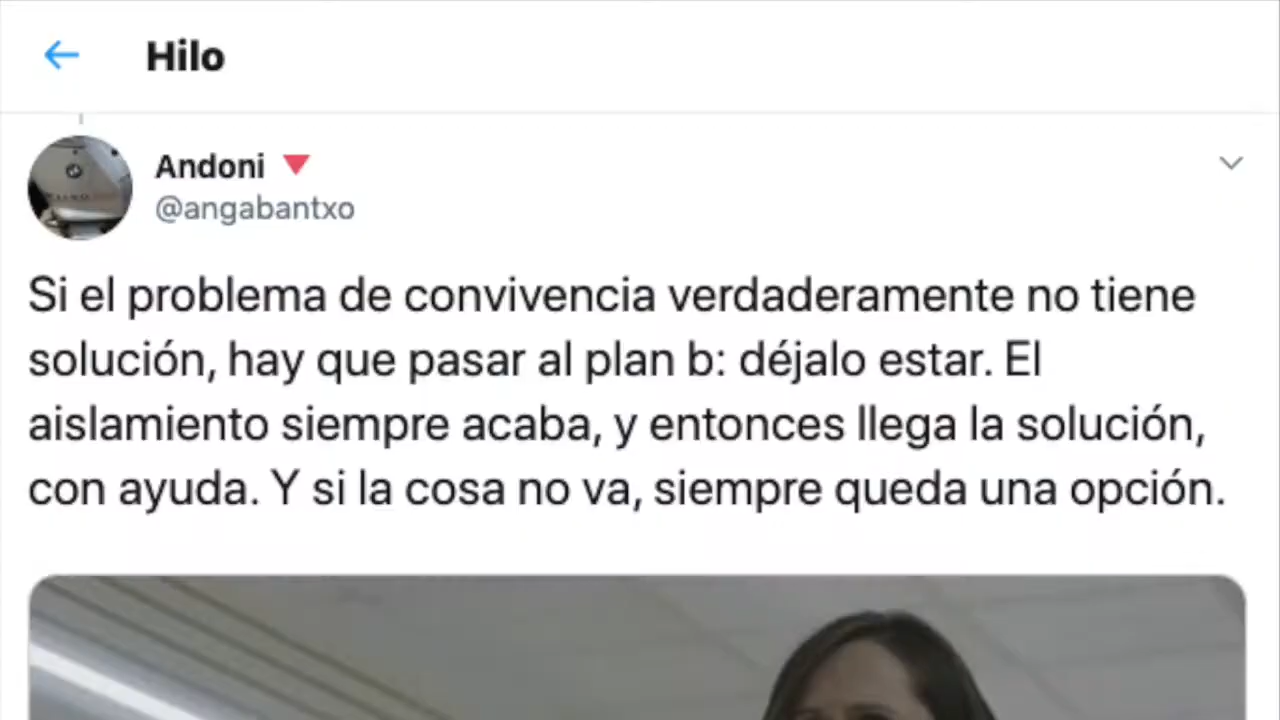 Hilo
Andoni
@angabantxo
Si el problema de convivencia verdaderamente no tiene
solución, hay que pasar al plan b: déjalo estar. El
aislamiento siempre acaba, y entonces llega la solución,
con ayuda. Y si la cosa no va, siempre queda una opción.